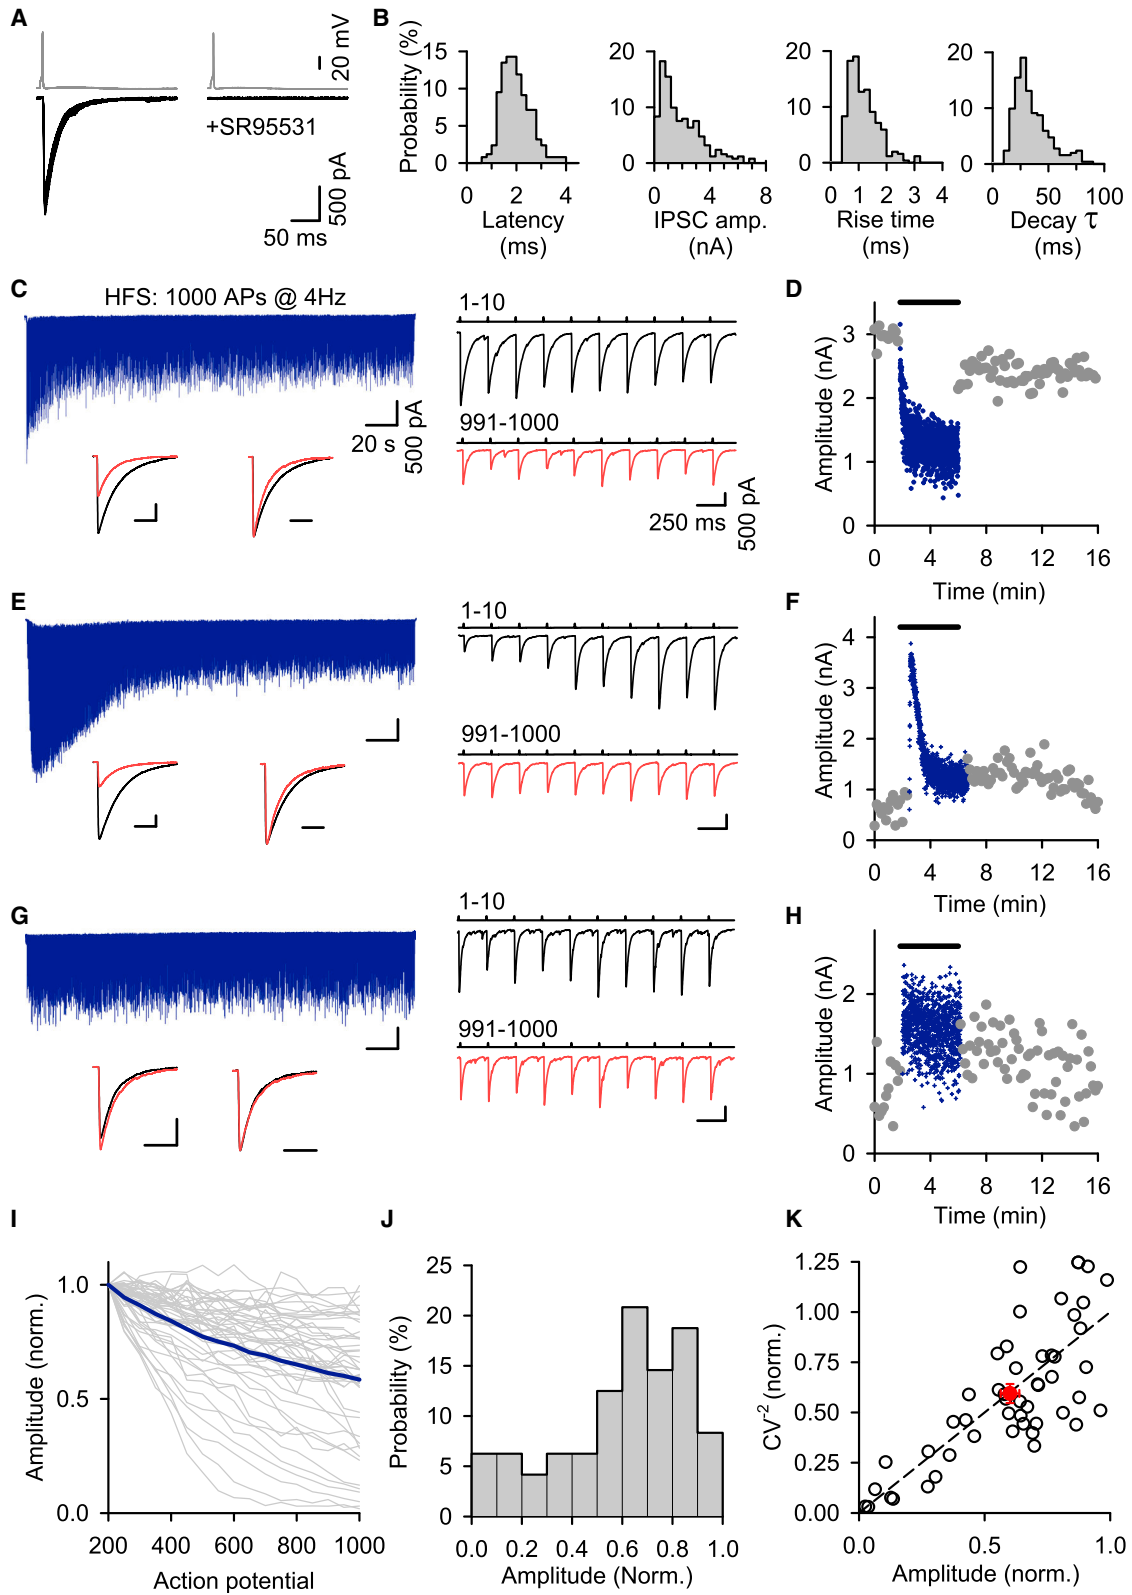 A
20 mV
+SR95531
500 pA
50 ms
B
Probability (%)
15
10
5
0
0 2 4
Latency
(ms)
20
10
0
0 4 8
IPSC amp.
(nA)
20
10
0
0 1 2 3 4
Rise time
(ms)
20
10
0
0 50 100
Decay τ
(ms)
C
HFS: 1000 APs @ 4Hz
20 s
500 pA
1-10
991-1000
250 ms
500 pA
D
Amplitude (nA)
3
2
1
0
0 4 8 12 16
Time (min)
E
1-10
991-1000
F
Amplitude (nA)
4
3
2
1
0
0 4 8 12 16
Time (min)
G
1-10
991-1000
H
Amplitude (nA)
2
1
0
0 4 8 12 16
Time (min)
I
Amplitude (norm.)
1.0
0.5
0.0
200 400 600 800 1000
Action potential
J
Probability (%)
25
20
15
10
5
0
0.0 0.2 0.4 0.6 0.8 1.0
Amplitude (Norm.)
K
CV-2 (norm.)
1.25
1.00
0.75
0.50
0.25
0.00
0.5 1.0
Amplitude (norm.)